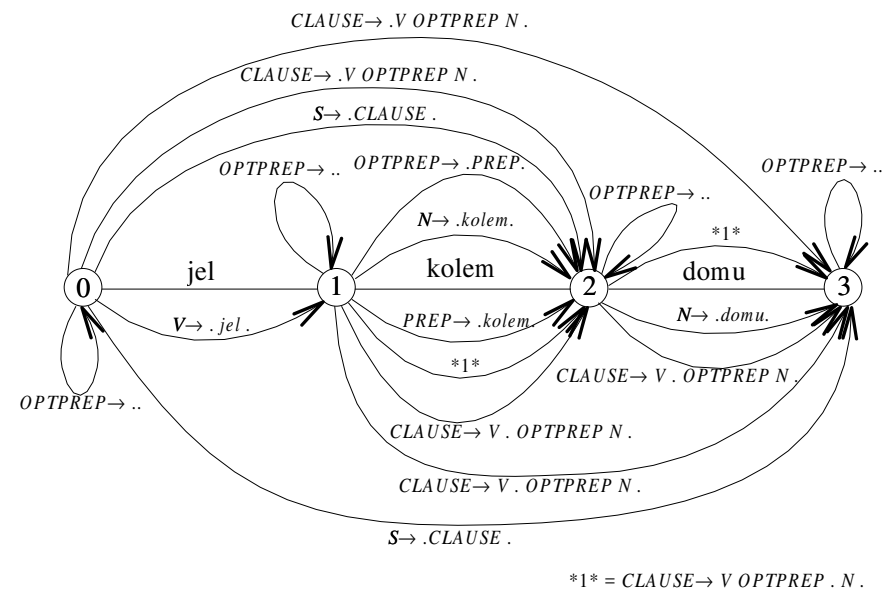 CLAUSE→ .V OPTPREP N .
CLAUSE→ .V OPTPREP N .
S→ .CLAUSE .
OPTPREP→ ..
OPTPREP→ .PREP.
OPTPREP→ ..
OPTPREP→ ..
N→ .kolem.
*1*
jel
kolem
domu
0
1
2
3
V→ . jel .
PREP→ .kolem.
N→ .domu.
*1*
CLAUSE→ V . OPTPREP N .
OPTPREP→ ..
CLAUSE→ V . OPTPREP N .
CLAUSE→ V . OPTPREP N .
S→ .CLAUSE .
*1* = CLAUSE→ V OPTPREP . N .